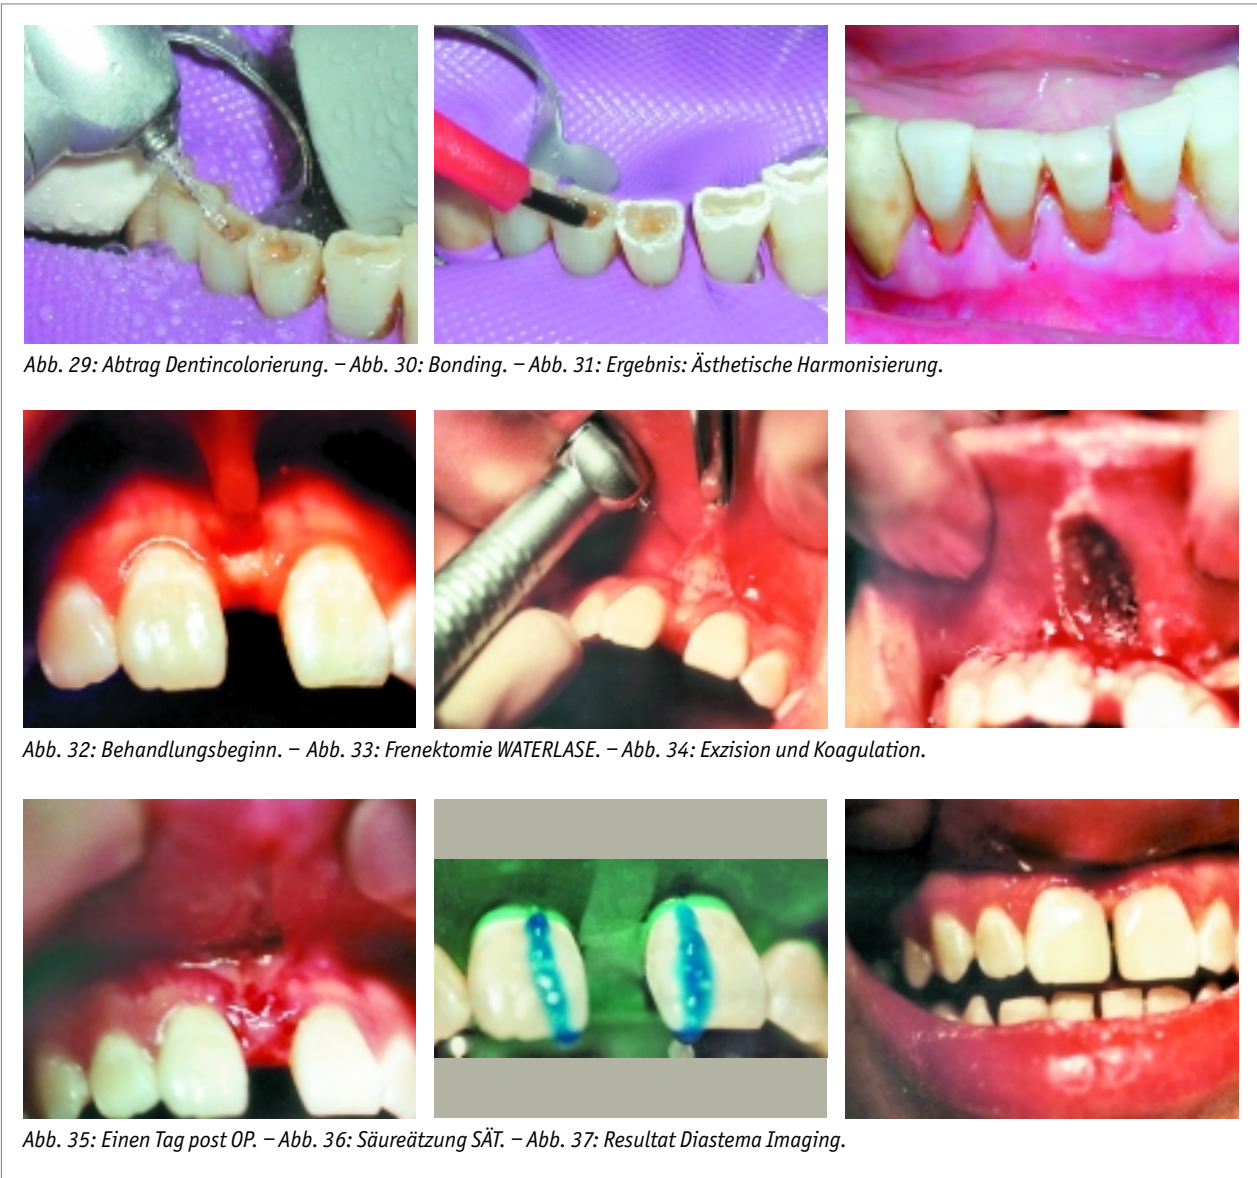 Abb. 29: Abtrag Dentincolorierung. – Abb. 30: Bonding. – Abb. 31: Ergebnis: Ästhetische Harmonisierung.
Abb. 32: Behandlungsbeginn. – Abb. 33: Frenektomie WATERLASE. – Abb. 34: Exzision und Koagulation.
Abb. 35: Einen Tag post OP. – Abb. 36: Säureätzung SÄT. – Abb. 37: Resultat Diastema Imaging.